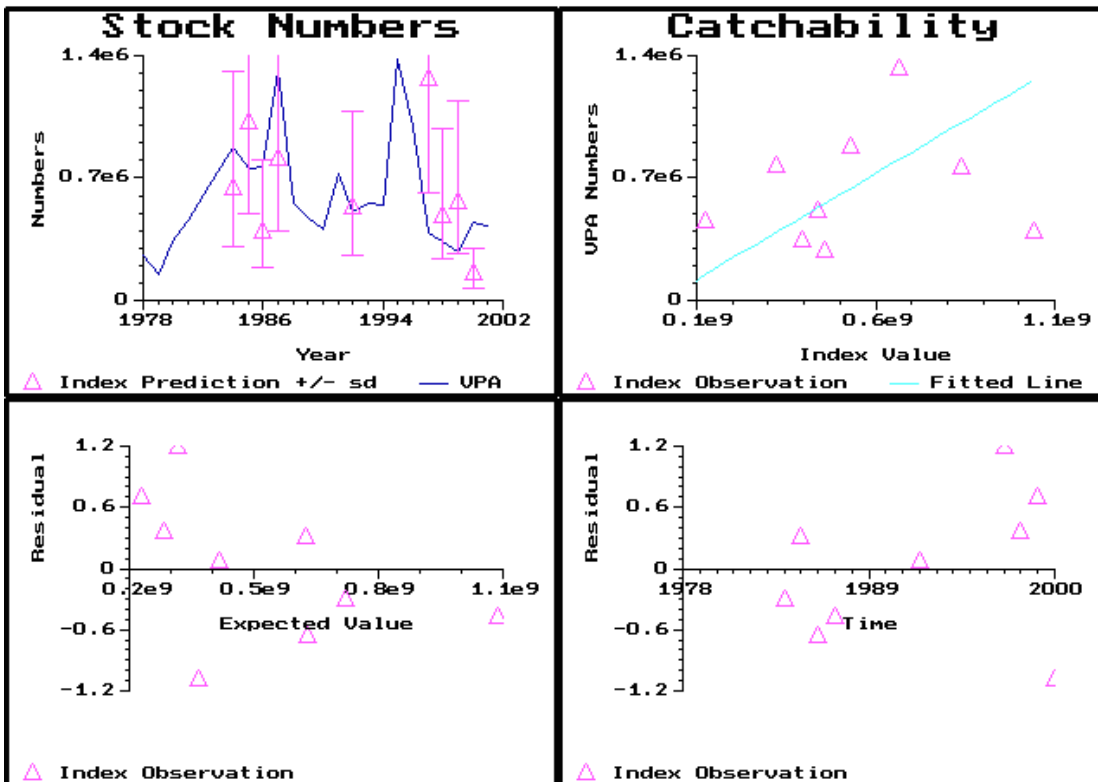 Stock Numbers
1.4e6
0.7e6
0
Numbers
1978 1986 1994 2002
Year
Index Prediction +/- sd VPA
Catchability
1.4e6
0.7e6
0
VPA Numbers
0.1e9 0.6e9 1.1e9
Index Value
Index Observation Fitted Line
1.2
0.6
0
-0.6
-1.2
Residual
0.2e9 0.5e9 0.8e9 1.1e9
Expected Value
Index Observation
1.2
0.6
0
-0.6
-1.2
Residual
1978 1989 2000
Time
Index Observation